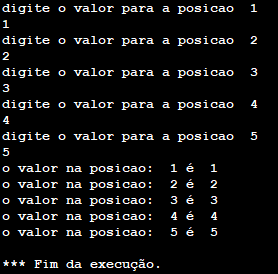 digite o valor para a posicao  1
1
digite o valor para a posicao  2
2
digite o valor para a posicao  3
3
digite o valor para a posicao  4
4
digite o valor para a posicao  5
5
o valor na posicao:  1 é  1
o valor na posicao:  2 é  2
o valor na posicao:  3 é  3
o valor na posicao:  4 é  4
o valor na posicao:  5 é  5
*** Fim da execução.